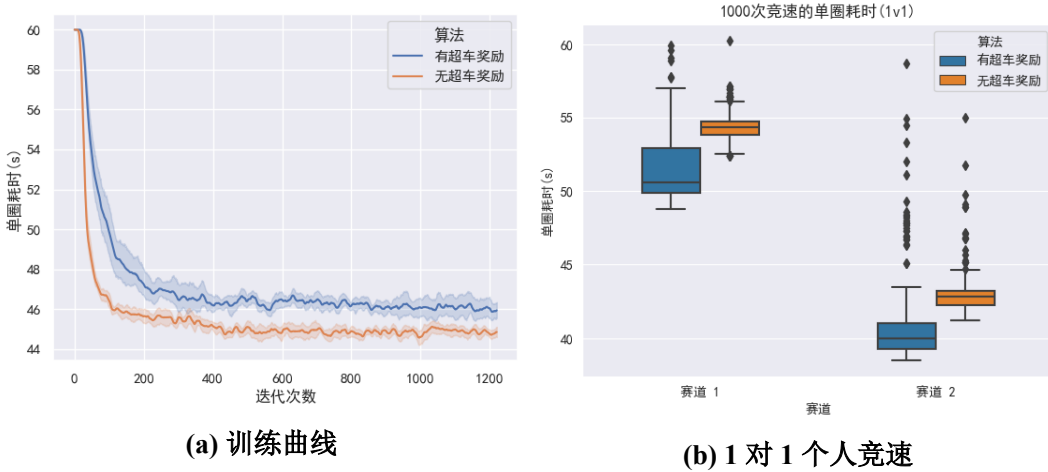 60
58
56
54
52
50
48
46
44
单圈耗时(s)
算法
有超车奖励
无超车奖励
0 200 400 600 800 1000 1200
迭代次数
(a) 训练曲线
1000次竞速的单圈耗时(1v1)
60
55
50
45
40
单圈耗时(s)
算法
有超车奖励
无超车奖励
赛道 1 赛道 2
赛道
(b) 1 对 1 个人竞速